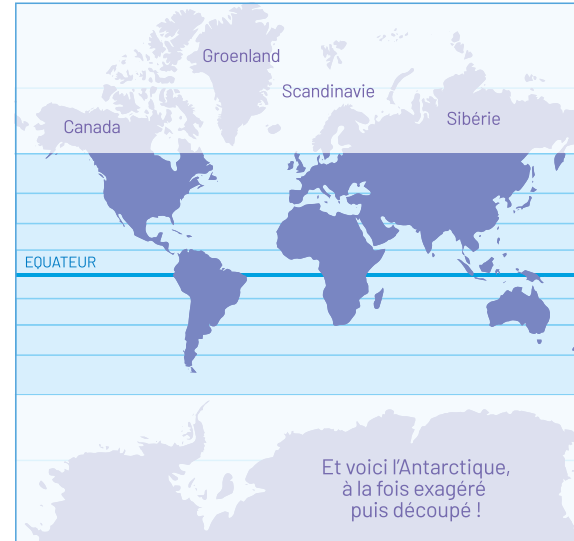 Groenland
Scandinavie
Canada
Sibérie
EQUATEUR
Et voici l'Antarctique,
à la fois exagéré
puis découpé !